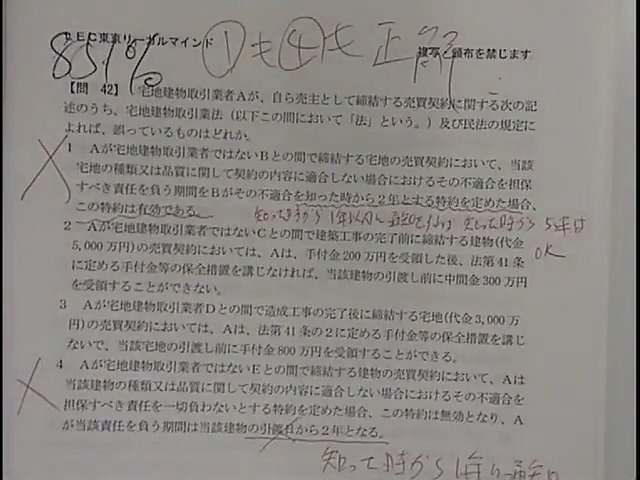 LEC東京リーガルマインド
複写・頒布を禁じます
85%
①も④も正解
【問 42】 宅地建物取引業者Aが、自ら売主として締結する売買契約に関する次の記
述のうち、宅地建物取引業法（以下この間において「法」という。）及び民法の規定に
よれば、誤っているものはどれか。
1 Aが宅地建物取引業者ではないBとの間で締結する宅地の売買契約において、当該
宅地の種類又は品質に関して契約の内容に適合しない場合におけるその不適合を担保
すべき責任を負う期間をBがその不適合を知った時から2年とする特約を定めた場合、
この特約は有効である。
知った時から1年以内に 知った時から5年は
OK
2 Aが宅地建物取引業者ではないCとの間で建築工事の完了前に締結する建物(代金
5,000万円)の売買契約においては、Aは、手付金200万円を受領した後、法第41条
に定める手付金等の保全措置を講じなければ、当該建物の引渡し前に中間金300万円
を受領することができない。
3 Aが宅地建物取引業者Dとの間で造成工事の完了後に締結する宅地(代金3,000万
円)の売買契約においては、Aは、法第41条の2に定める手付金等の保全措置を講じ
ないで、当該宅地の引渡し前に手付金800万円を受領することができる。
4 Aが宅地建物取引業者ではないEとの間で締結する建物の売買契約において、Aは
当該建物の種類又は品質に関して契約の内容に適合しない場合におけるその不適合を
担保すべき責任を一切負わないとする特約を定めた場合、この特約は無効となり、A
が当該責任を負う期間は当該建物の引渡日から2年となる。
知って時から1年